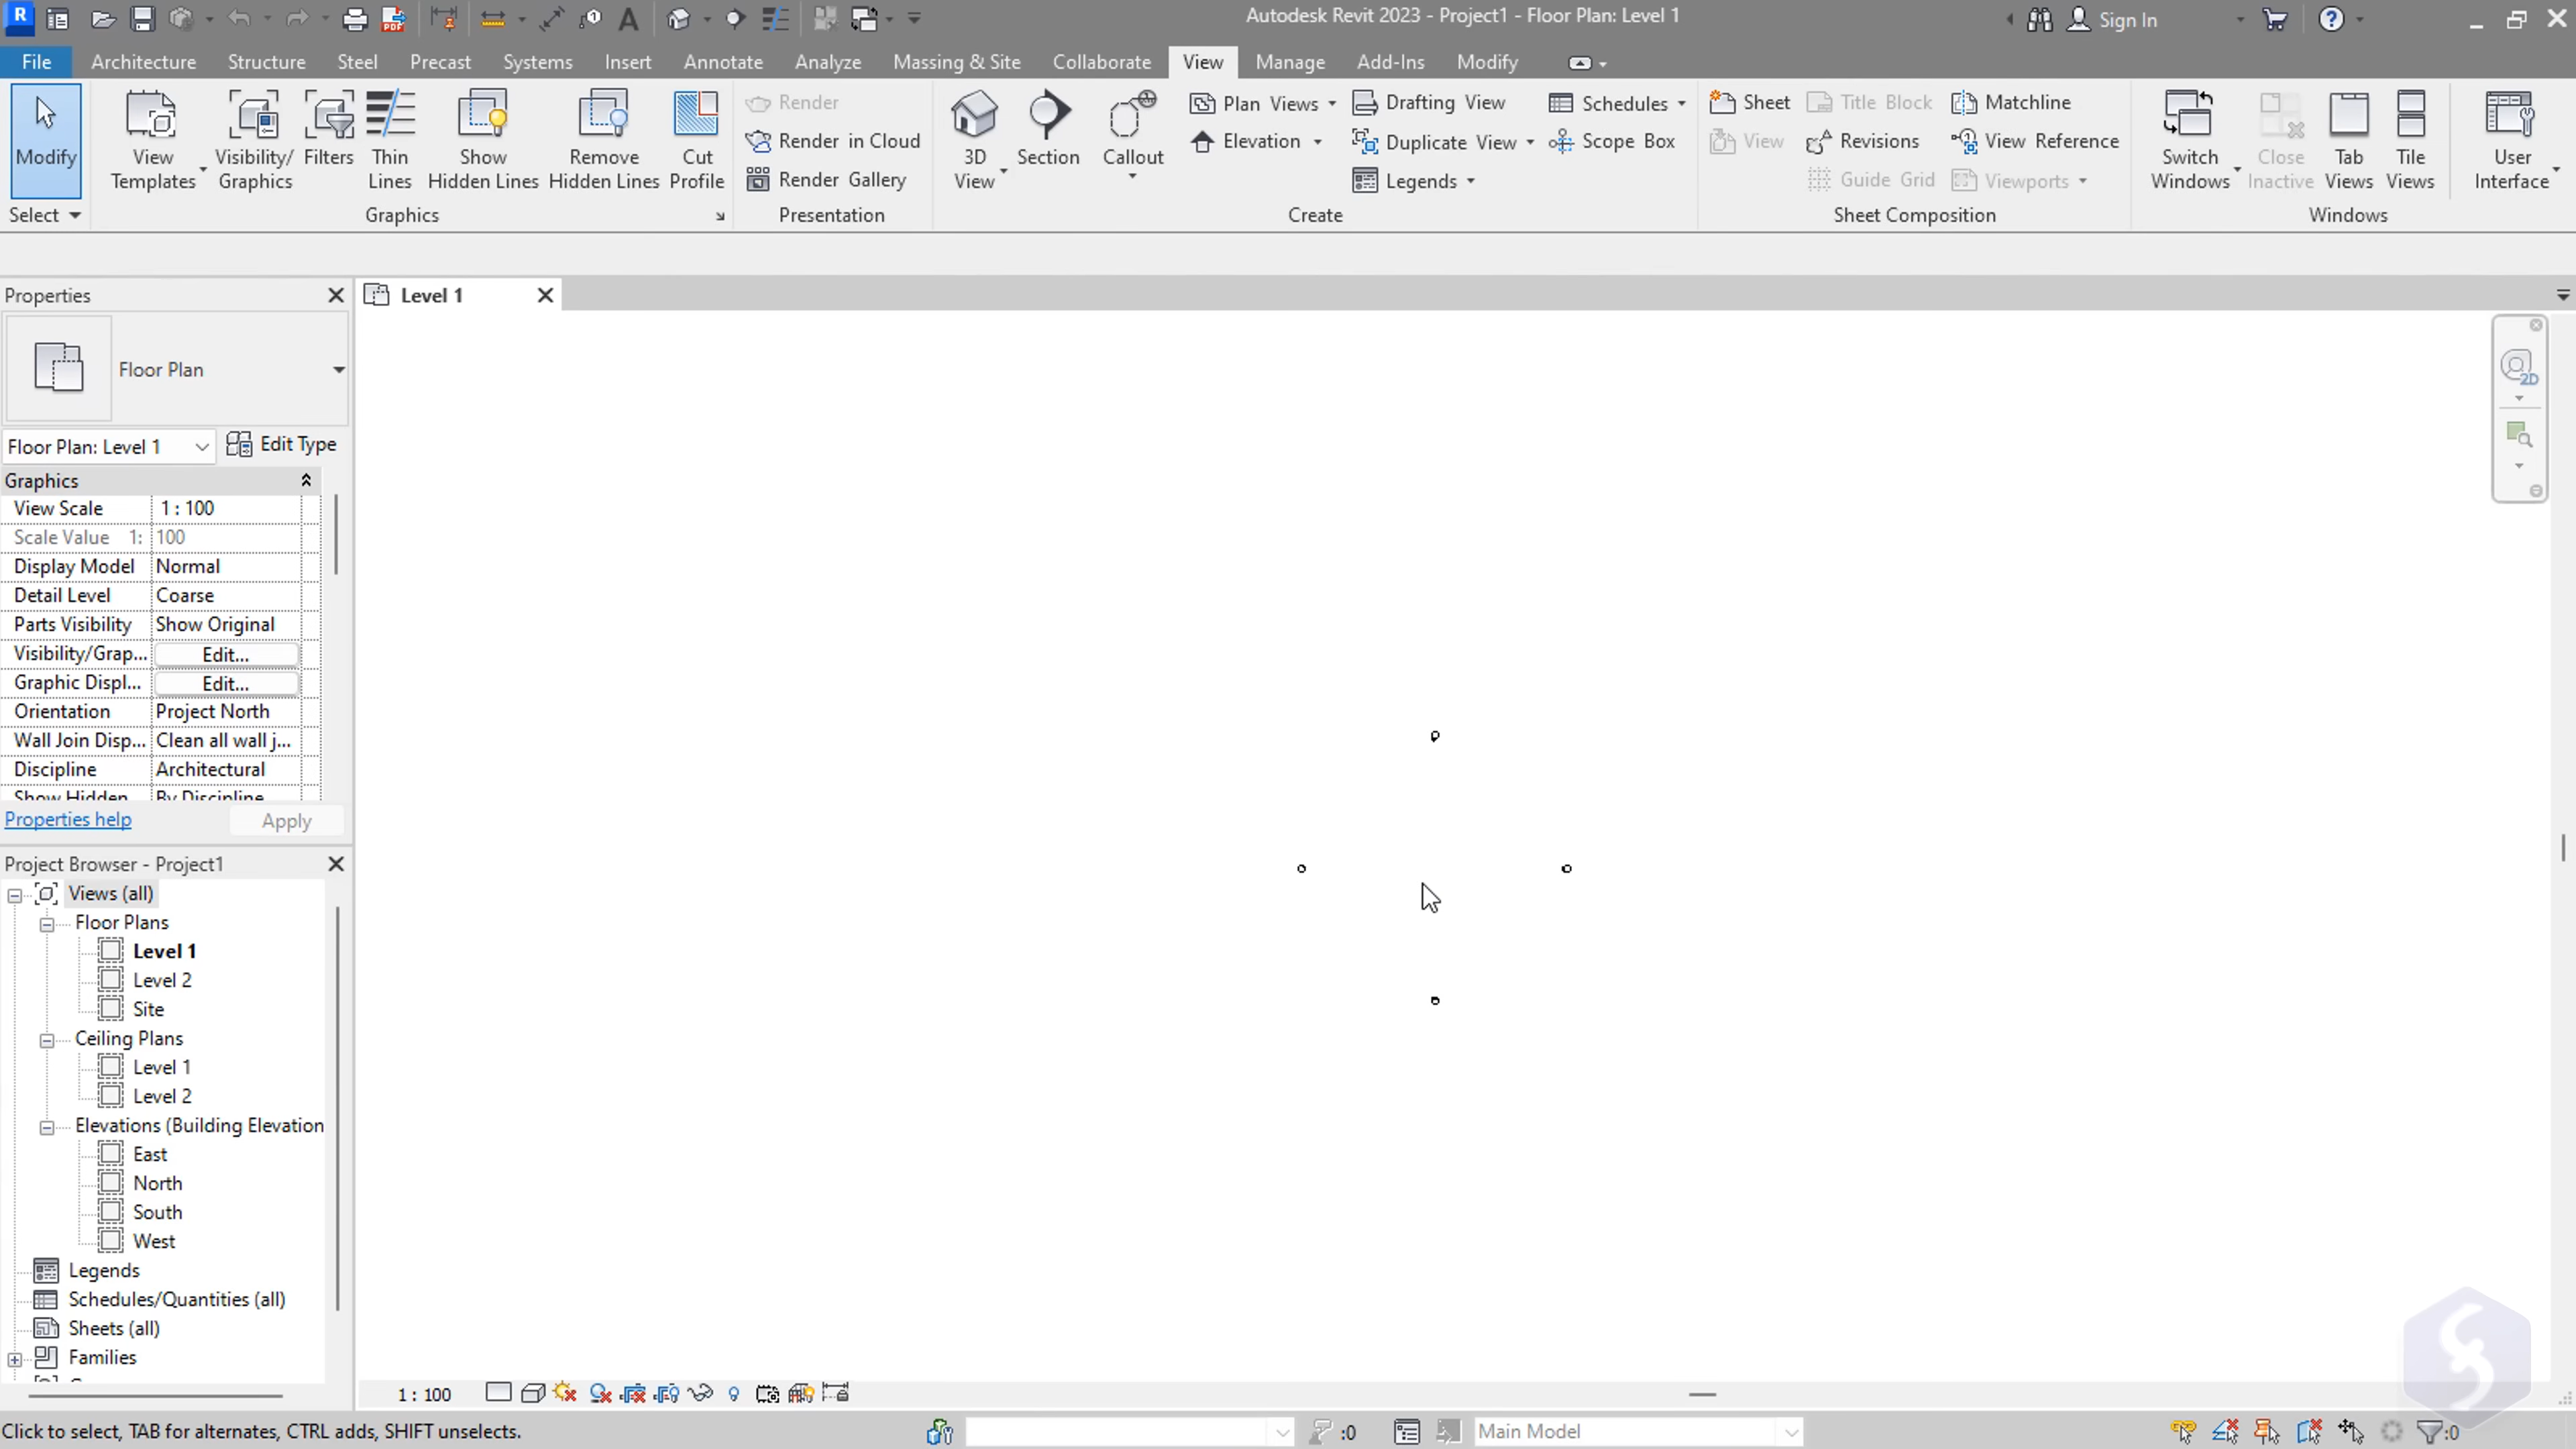 R
Autodesk Revit 2023 - Project1 - Floor Plan: Level 1
Sign In
File Architecture Structure Steel Precast Systems Insert Annotate Analyze Massing & Site Collaborate View Manage Add-Ins Modify
Modify
Select
View Templates
Visibility/ Graphics
Filters
Thin Lines
Show Hidden Lines
Remove Hidden Lines
Cut Profile
Graphics
Render
Render in Cloud
Render Gallery
Presentation
3D View
Section
Callout
Plan Views
Elevation
Drafting View
Duplicate View
Legends
Schedules
Scope Box
Create
Sheet
View
Title Block
Revisions
Guide Grid
Matchline
View Reference
Viewports
Sheet Composition
Switch Windows
Close Inactive
Tab Views
Tile Views
Windows
User Interface
Properties
Floor Plan
Floor Plan: Level 1
Edit Type
Graphics
View Scale 1 : 100
Scale Value 1: 100
Display Model Normal
Detail Level Coarse
Parts Visibility Show Original
Visibility/Grap... Edit...
Graphic Displ... Edit...
Orientation Project North
Wall Join Disp... Clean all wall j...
Discipline Architectural
Show Hidden By Discipline
Properties help
Apply
Project Browser - Project1
Views (all)
Floor Plans
Level 1
Level 2
Site
Ceiling Plans
Level 1
Level 2
Elevations (Building Elevation
East
North
South
West
Legends
Schedules/Quantities (all)
Sheets (all)
Families
Level 1
2D
1 : 100
Click to select, TAB for alternates, CTRL adds, SHIFT unselects.
:0
Main Model
:0